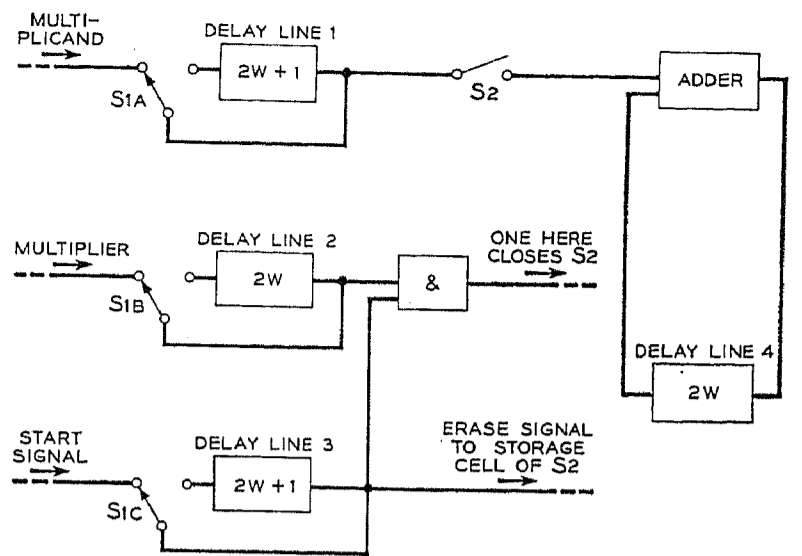 MULTI-
PLICAND
DELAY LINE 1
2W+1
S1A
S2
ADDER
MULTIPLIER
DELAY LINE 2
2W
S1B
&
ONE HERE
CLOSES S2
DELAY LINE 4
2W
START
SIGNAL
DELAY LINE 3
2W+1
S1C
ERASE SIGNAL
TO STORAGE
CELL OF S2